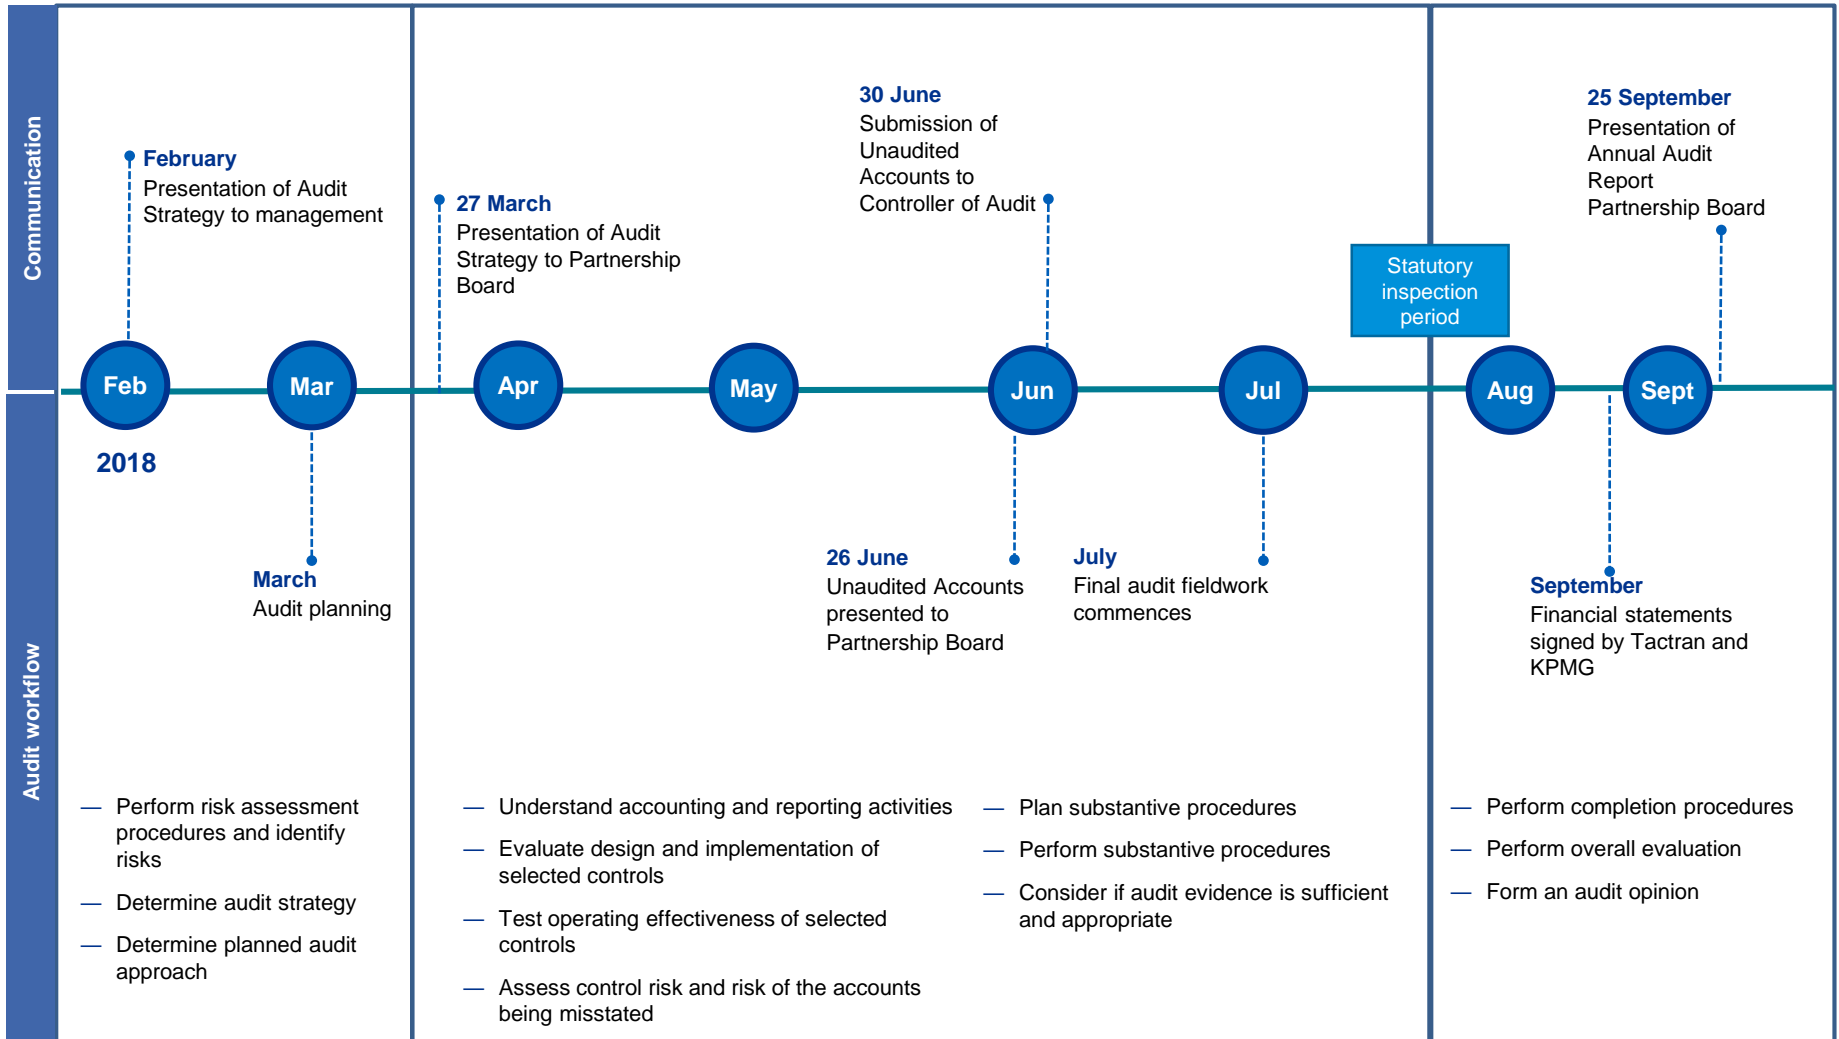 Communication
February
Presentation of Audit
Strategy to management
27 March
Presentation of Audit
Strategy to Partnership
Board
30 June
Submission of
Unaudited
Accounts to
Controller of Audit
Statutory
inspection
period
25 September
Presentation of
Annual Audit
Report
Partnership Board
Feb
Mar
Apr
May
Jun
Jul
Aug
Sept
2018
Audit workflow
March
Audit planning
26 June
Unaudited Accounts
presented to
Partnership Board
July
Final audit fieldwork
commences
September
Financial statements
signed by Tactran and
KPMG
— Perform risk assessment
procedures and identify
risks
— Determine audit strategy
— Determine planned audit
approach
— Understand accounting and reporting activities
— Evaluate design and implementation of
selected controls
— Test operating effectiveness of selected
controls
— Assess control risk and risk of the accounts
being misstated
— Plan substantive procedures
— Perform substantive procedures
— Consider if audit evidence is sufficient
and appropriate
— Perform completion procedures
— Perform overall evaluation
— Form an audit opinion